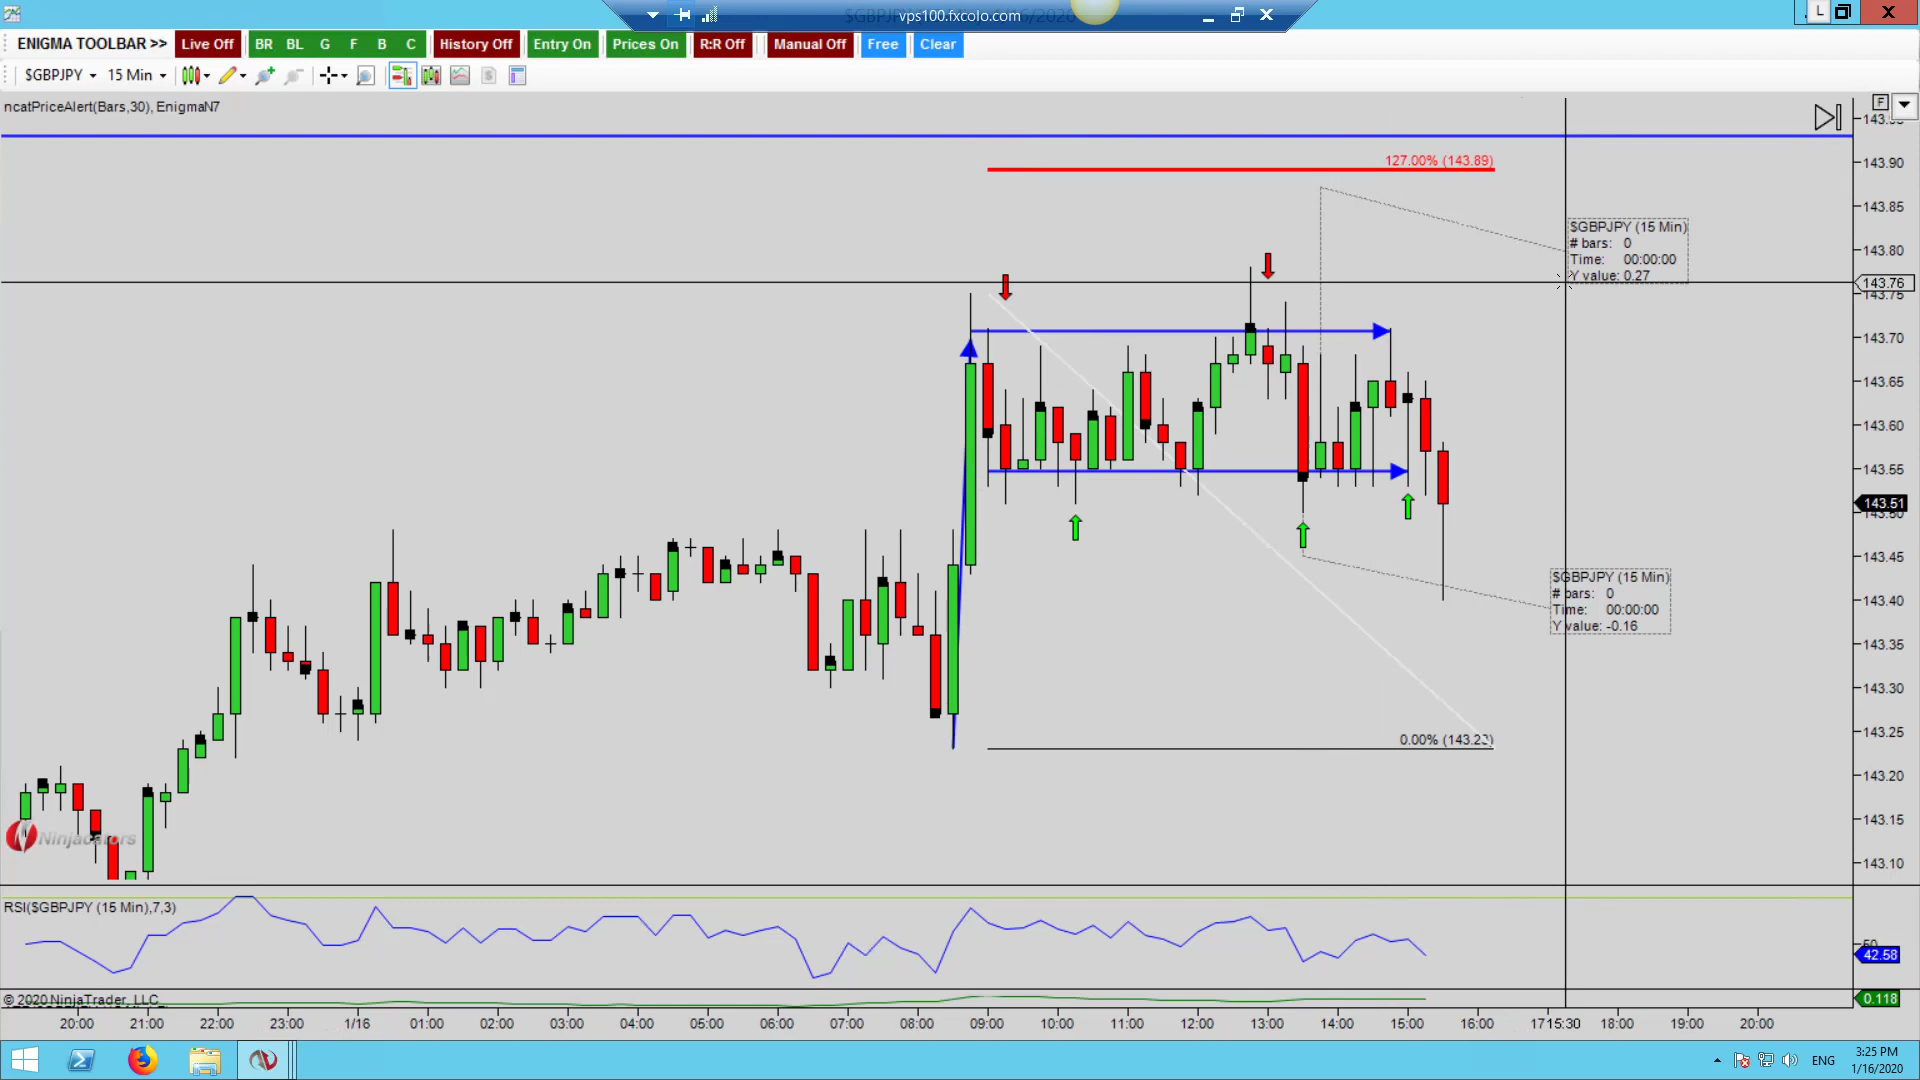 vps100.fxcolo.com
ENIGMA TOOLBAR >> Live Off BR BL G F B C History Off Entry On Prices On R:R Off Manual Off Free Clear
$GBPJPY 15 Min
ncatPriceAlert(Bars,30), EnigmaN7
F
143.90
127.00% (143.89)
143.85
$GBPJPY (15 Min)
# bars: 0
Time: 00:00:00
Y value: 0.27
143.80
143.76
143.75
143.70
143.65
143.60
143.55
143.51
143.50
143.45
$GBPJPY (15 Min)
# bars: 0
Time: 00:00:00
Y value: -0.16
143.40
143.35
143.30
143.25
0.00% (143.23)
143.20
143.15
Ninjacators
143.10
RSI($GBPJPY (15 Min),7,3)
50
42.58
© 2020 NinjaTrader, LLC
0.118
20:00 21:00 22:00 23:00 1/16 01:00 02:00 03:00 04:00 05:00 06:00 07:00 08:00 09:00 10:00 11:00 12:00 13:00 14:00 15:00 16:00 17 15:30 18:00 19:00 20:00
ENG
3:25 PM
1/16/2020